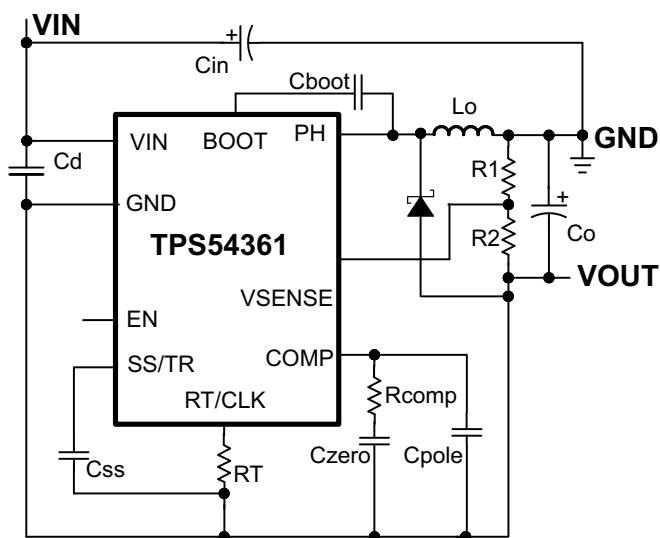 VIN
+
Cin
Cboot
Lo
GND
VIN
BOOT
PH
Cd
R1
GND
+
TPS54361
R2
Co
VOUT
VSENSE
EN
COMP
SS/TR
RT/CLK
Rcomp
Czero
Cpole
Css
RT